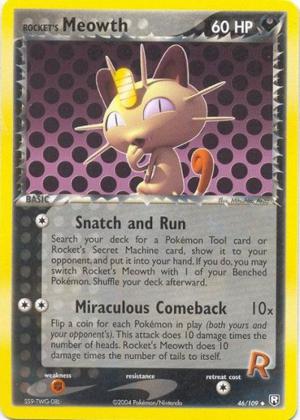 ROCKET'S Meowth 60 HP
BASIC
Snatch and Run
Search your deck for a Pokémon Tool card or
Rocket's Secret Machine card, show it to your
opponent, and put it into your hand. If you do, you may
switch Rocket's Meowth with 1 of your Benched
Pokémon. Shuffle your deck afterward.
Miraculous Comeback 10x
Flip a coin for each Pokémon in play (both yours and
your opponent's). This attack does 10 damage times
the number of heads. Rocket's Meowth does 10
damage times the number of tails to itself.
R
weakness resistance retreat cost
SS9-TWG-0RL ©2004 Pokémon/Nintendo 46/109 R